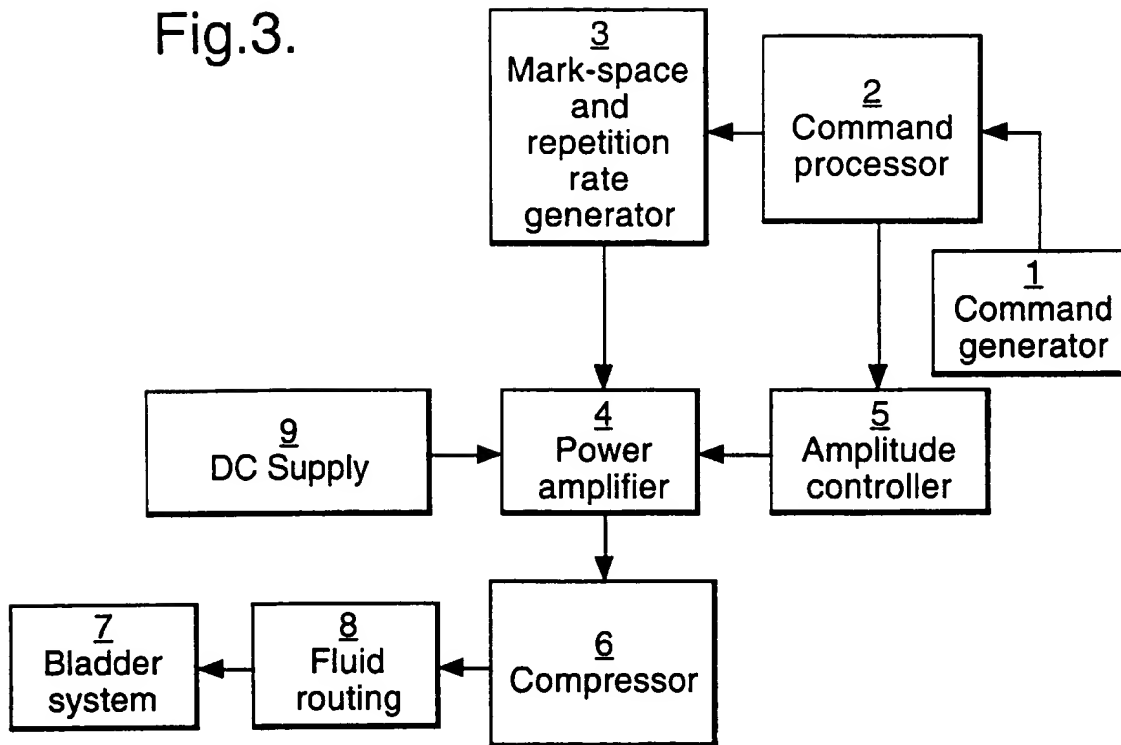 Fig.3.
3
Mark-space
and
repetition
rate
generator
2
Command
processor
1
Command
generator
9
DC Supply
4
Power
amplifier
5
Amplitude
controller
7
Bladder
system
8
Fluid
routing
6
Compressor